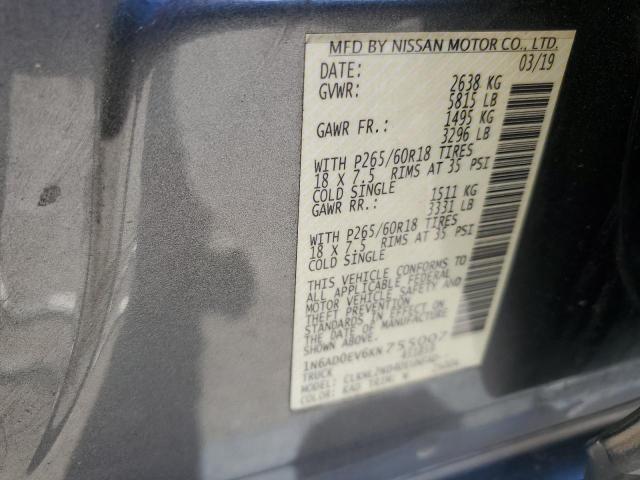 MFD BY NISSAN MOTOR CO., LTD.
DATE: 03/19
GVWR: 2638 KG
5815 LB
GAWR FR.: 1495 KG
3296 LB
WITH P265/60R18 TIRES
18 X 7.5 RIMS AT 35 PSI
COLD SINGLE
GAWR RR.: 1511 KG
3331 LB
WITH P265/60R18 TIRES
18 X 7.5 RIMS AT 35 PSI
COLD SINGLE
THIS VEHICLE CONFORMS TO
ALL APPLICABLE FEDERAL
MOTOR VEHICLE SAFETY AND
THEFT PREVENTION
STANDARDS IN EFFECT ON
THE DATE OF MANUFACTURE
SHOWN ABOVE.
1N6AD0EV6KN755007
TRUCK
MODEL:
COLOR: KAD TRIM: